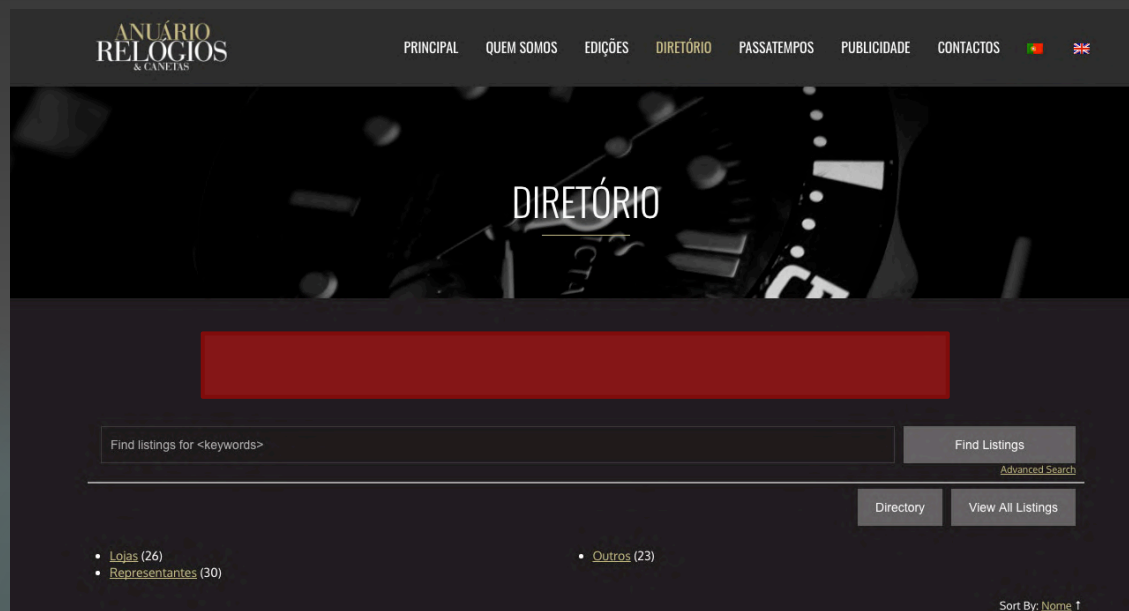 ANUÁRIO
RELÓGIOS
& CANETAS
PRINCIPAL QUEM SOMOS EDIÇÕES DIRETÓRIO PASSATEMPOS PUBLICIDADE CONTACTOS
DIRETÓRIO
Find listings for <keywords>
Find Listings
Advanced Search
Directory View All Listings
Lojas (26) Outros (23)
Representantes (30)
Sort By: Nome ↑